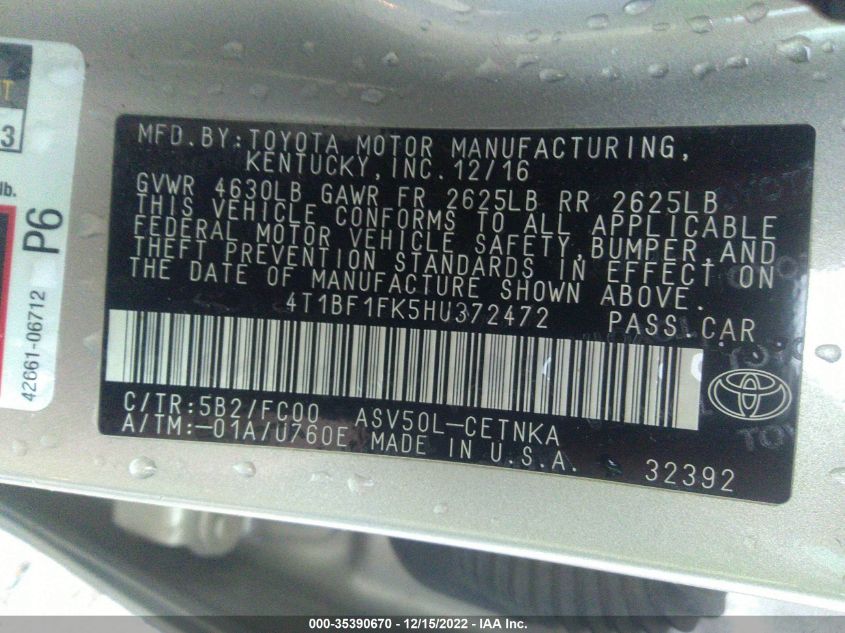 T
3
lb.
P6
42661-06712
MFD.BY:TOYOTA MOTOR MANUFACTURING,
KENTUCKY,INC.12/16
GVWR 4630LB GAWR FR 2625LB RR 2625LB
THIS VEHICLE CONFORMS TO ALL APPLICABLE
FEDERAL MOTOR VEHICLE SAFETY,BUMPER,AND
THEFT PREVENTION STANDARDS IN EFFECT ON
THE DATE OF MANUFACTURE SHOWN ABOVE.
4T1BF1FK5HU372472 PASS.CAR
C/TR:5B2/FC00 ASV50L-CETNKA
A/TM:-01A/U760E MADE IN U.S.A.
32392
000-35390670 - 12/15/2022 - IAA Inc.